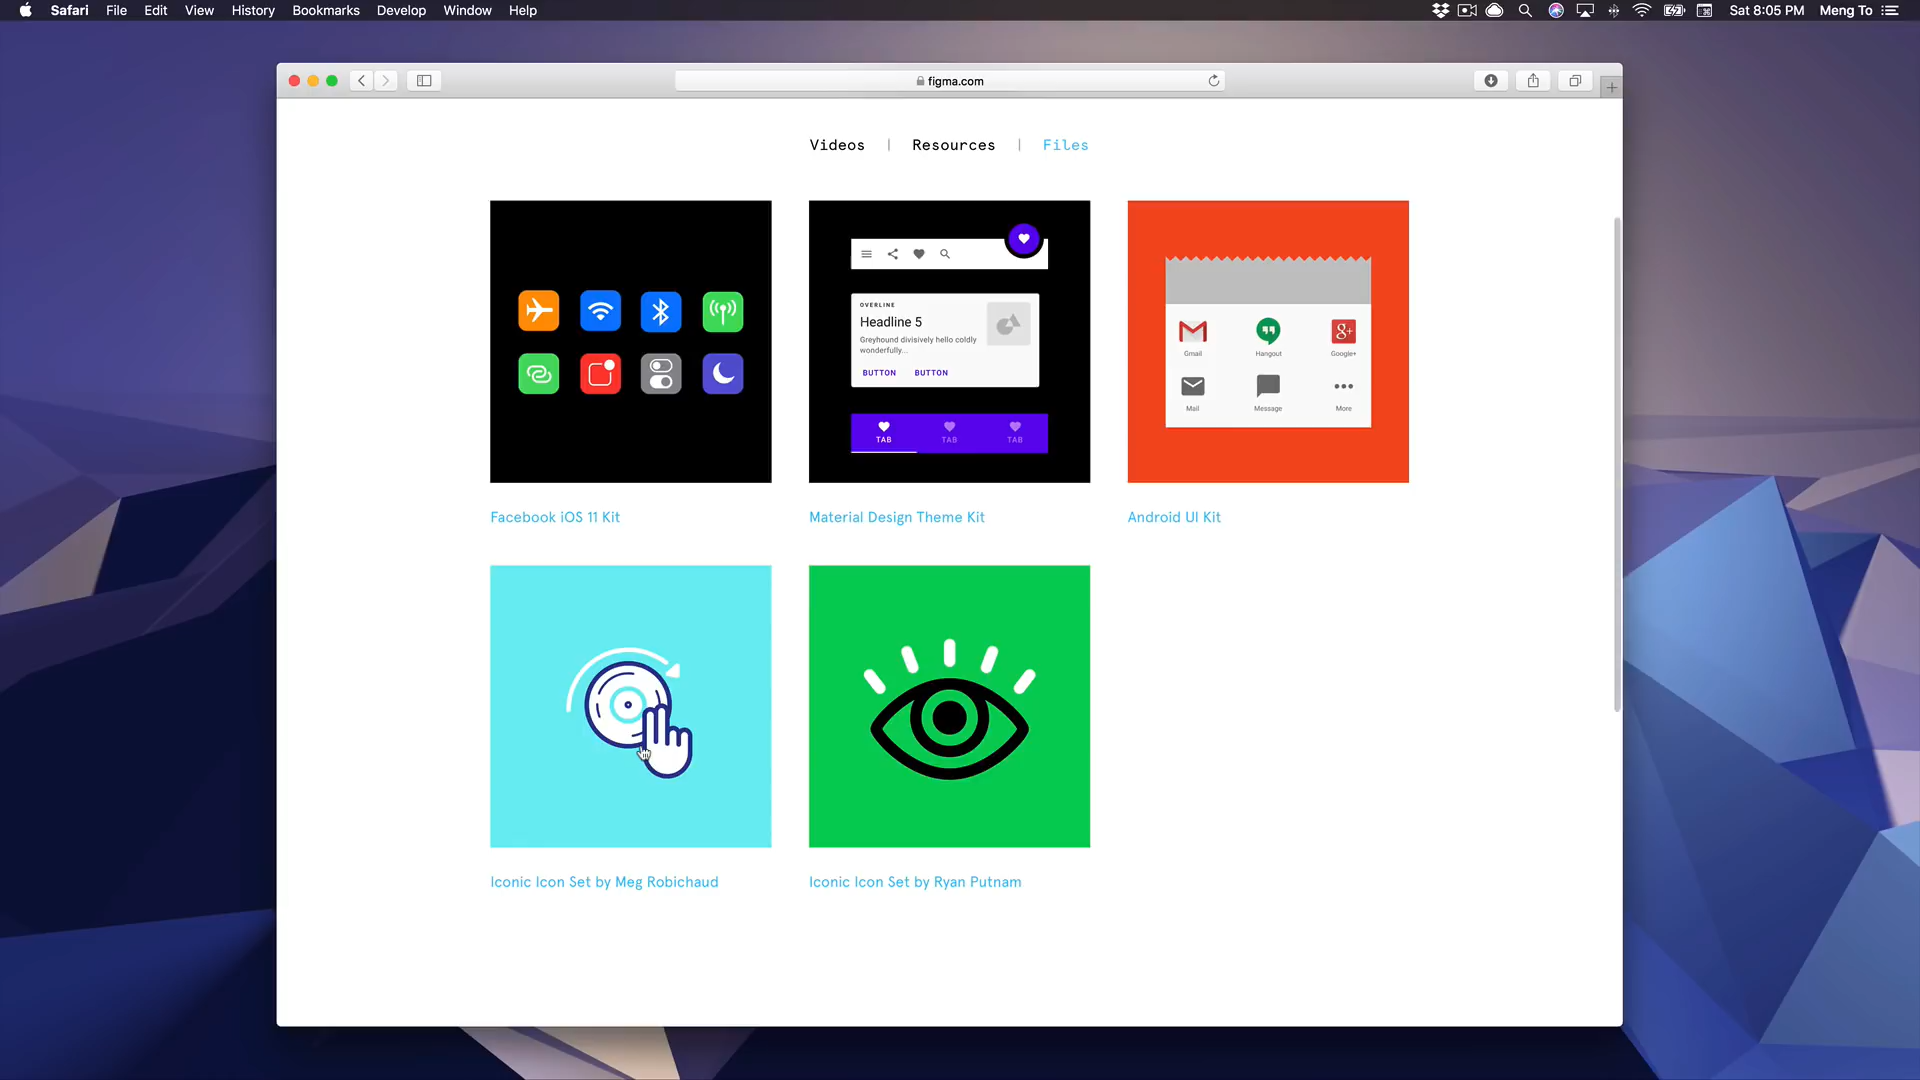 Safari File Edit View History Bookmarks Develop Window Help Sat 8:05 PM Meng To
figma.com
Videos | Resources | Files
OVERLINE
Headline 5
Greyhound divisively hello coldly
wonderfully...
BUTTON BUTTON
TAB TAB TAB
Gmail Hangout Google+
Mail Message More
Facebook iOS 11 Kit
Material Design Theme Kit
Android UI Kit
Iconic Icon Set by Meg Robichaud
Iconic Icon Set by Ryan Putnam